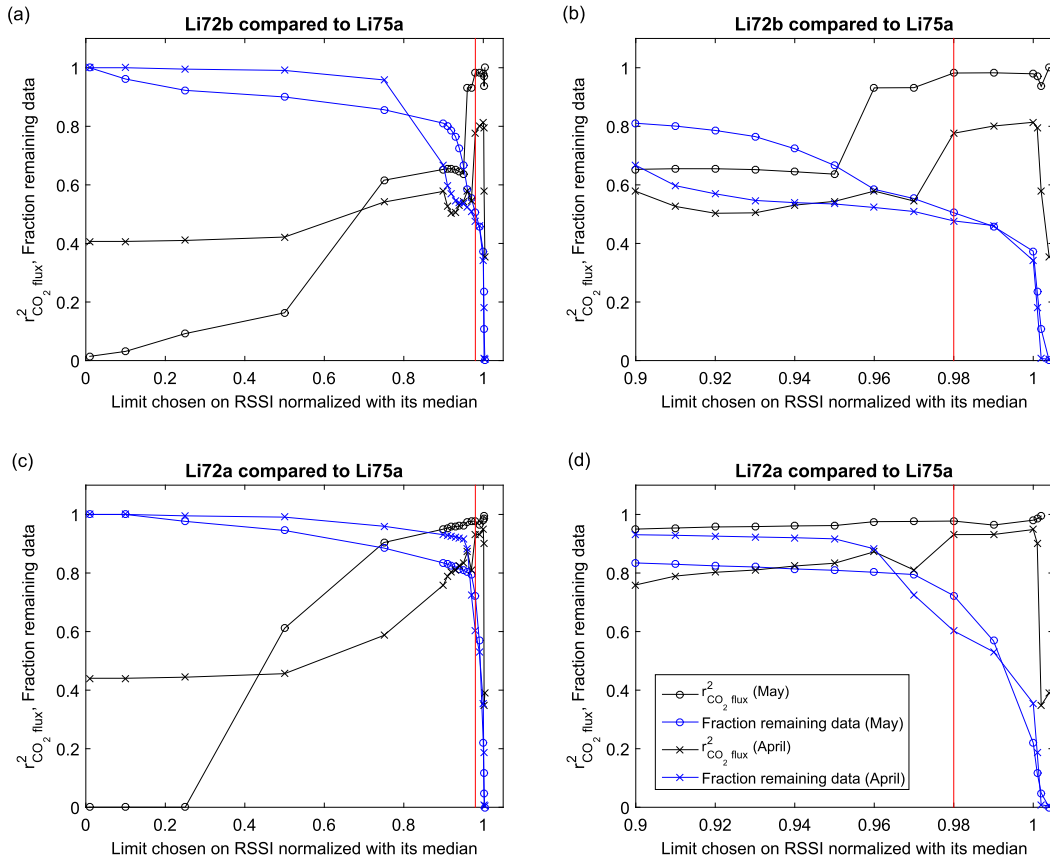 (a)
Li72b compared to Li75a
r²CO₂ flux, Fraction remaining data
1
0.8
0.6
0.4
0.2
0
0 0.2 0.4 0.6 0.8 1
Limit chosen on RSSI normalized with its median
(b)
Li72b compared to Li75a
r²CO₂ flux, Fraction remaining data
1
0.8
0.6
0.4
0.2
0
0.9 0.92 0.94 0.96 0.98 1
Limit chosen on RSSI normalized with its median
(c)
Li72a compared to Li75a
r²CO₂ flux, Fraction remaining data
1
0.8
0.6
0.4
0.2
0
0 0.2 0.4 0.6 0.8 1
Limit chosen on RSSI normalized with its median
(d)
Li72a compared to Li75a
r²CO₂ flux, Fraction remaining data
1
0.8
0.6
0.4
0.2
0
r²CO₂ flux (May)
Fraction remaining data (May)
r²CO₂ flux (April)
Fraction remaining data (April)
0.9 0.92 0.94 0.96 0.98 1
Limit chosen on RSSI normalized with its median